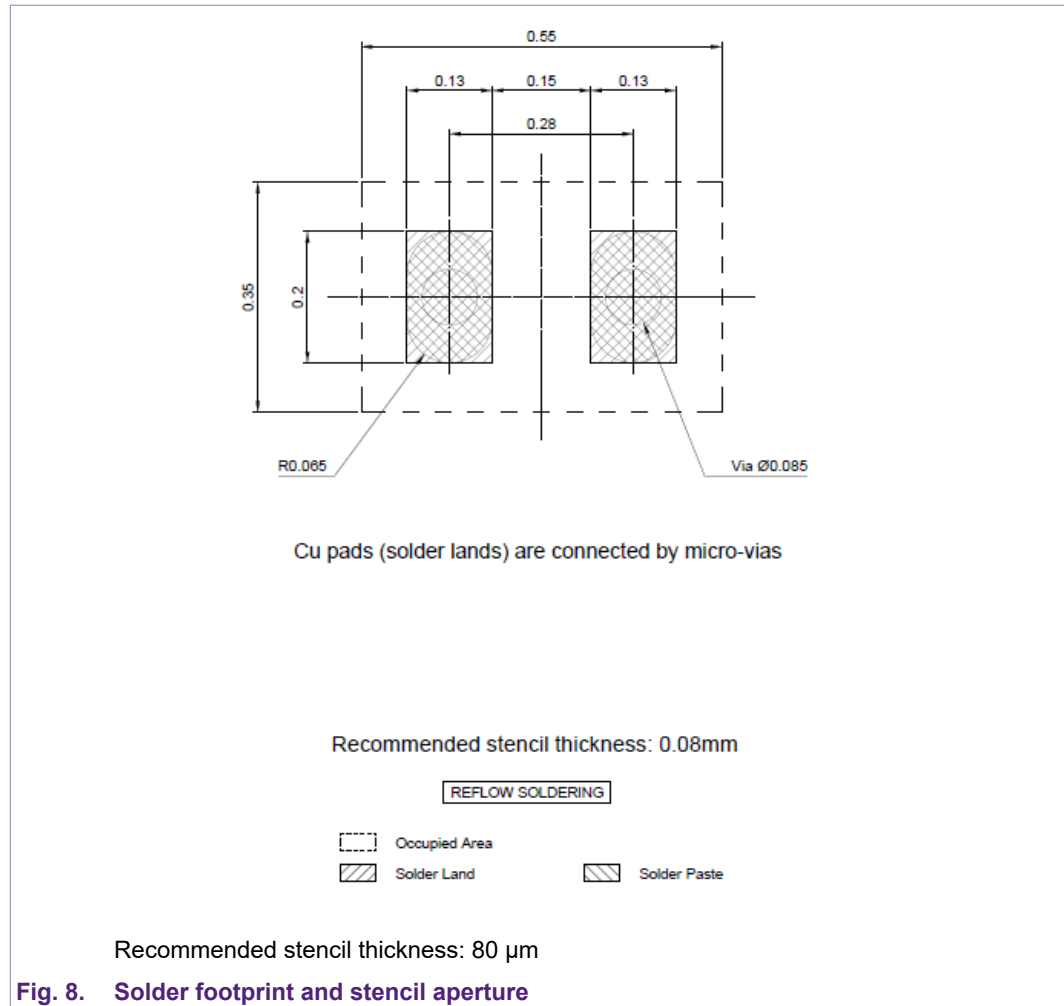 0.55
0.13 0.15 0.13
0.28
0.35
0.2
R0.065
Via Ø0.085
Cu pads (solder lands) are connected by micro-vias
Recommended stencil thickness: 0.08mm
REFLOW SOLDERING
Occupied Area
Solder Land
Solder Paste
Recommended stencil thickness: 80 μm
Fig. 8. Solder footprint and stencil aperture